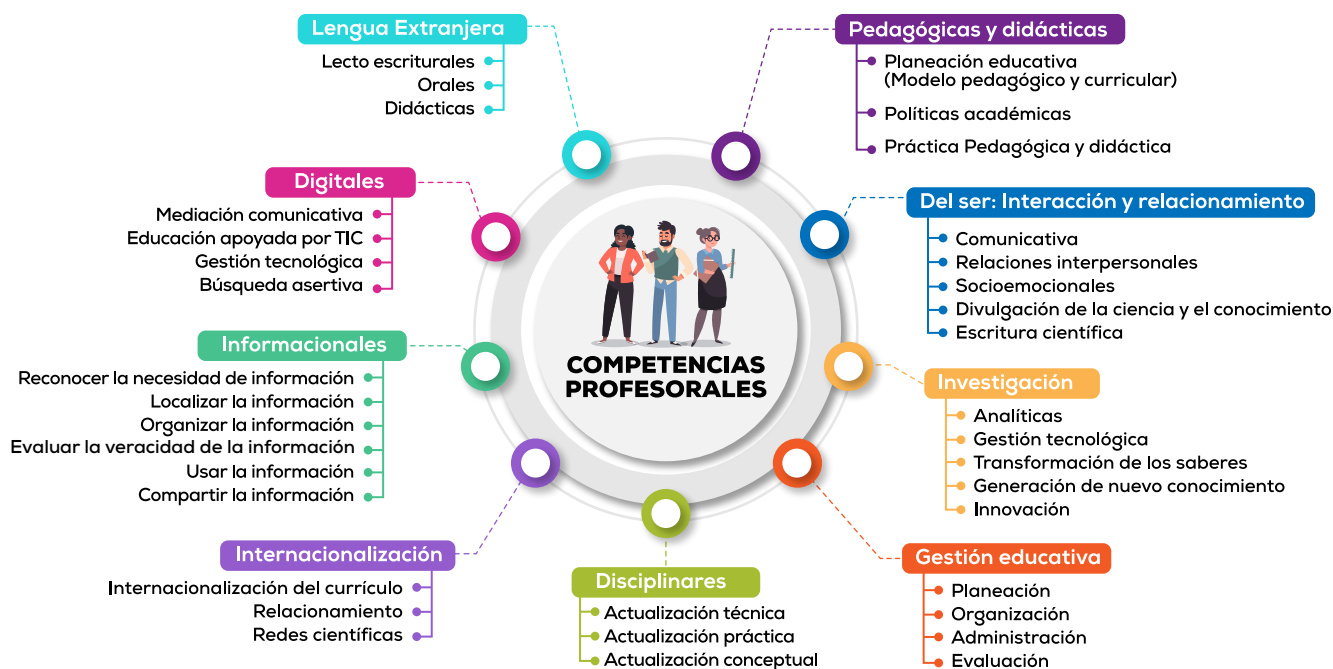 Lengua Extranjera
Lecto escriturales
Orales
Didácticas
Pedagógicas y didácticas
Planeación educativa
(Modelo pedagógico y curricular)
Políticas académicas
Práctica Pedagógica y didáctica
Digitales
Mediación comunicativa
Educación apoyada por TIC
Gestión tecnológica
Búsqueda asertiva
Del ser: Interacción y relacionamiento
Comunicativa
Relaciones interpersonales
Socioemocionales
Divulgación de la ciencia y el conocimiento
Escritura científica
COMPETENCIAS
PROFESORALES
Informacionales
Reconocer la necesidad de información
Localizar la información
Organizar la información
Evaluar la veracidad de la información
Usar la información
Compartir la información
Investigación
Analíticas
Gestión tecnológica
Transformación de los saberes
Generación de nuevo conocimiento
Innovación
Internacionalización
Internacionalización del currículo
Relacionamiento
Redes científicas
Disciplinares
Actualización técnica
Actualización práctica
Actualización conceptual
Gestión educativa
Planeación
Organización
Administración
Evaluación